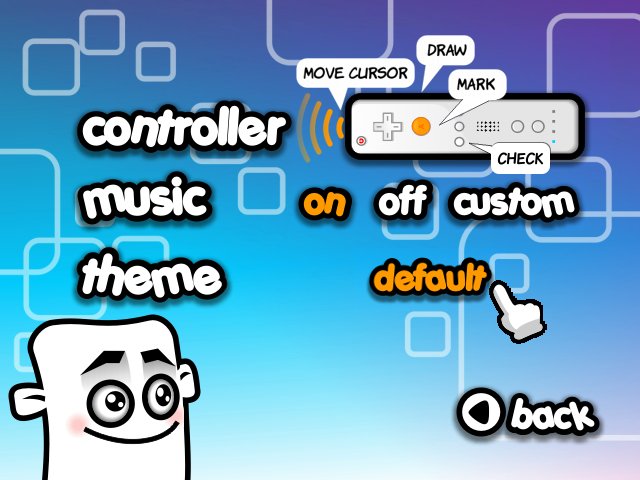 DRAW
MOVE CURSOR
MARK
controller
CHECK
music on off custom
theme default
back